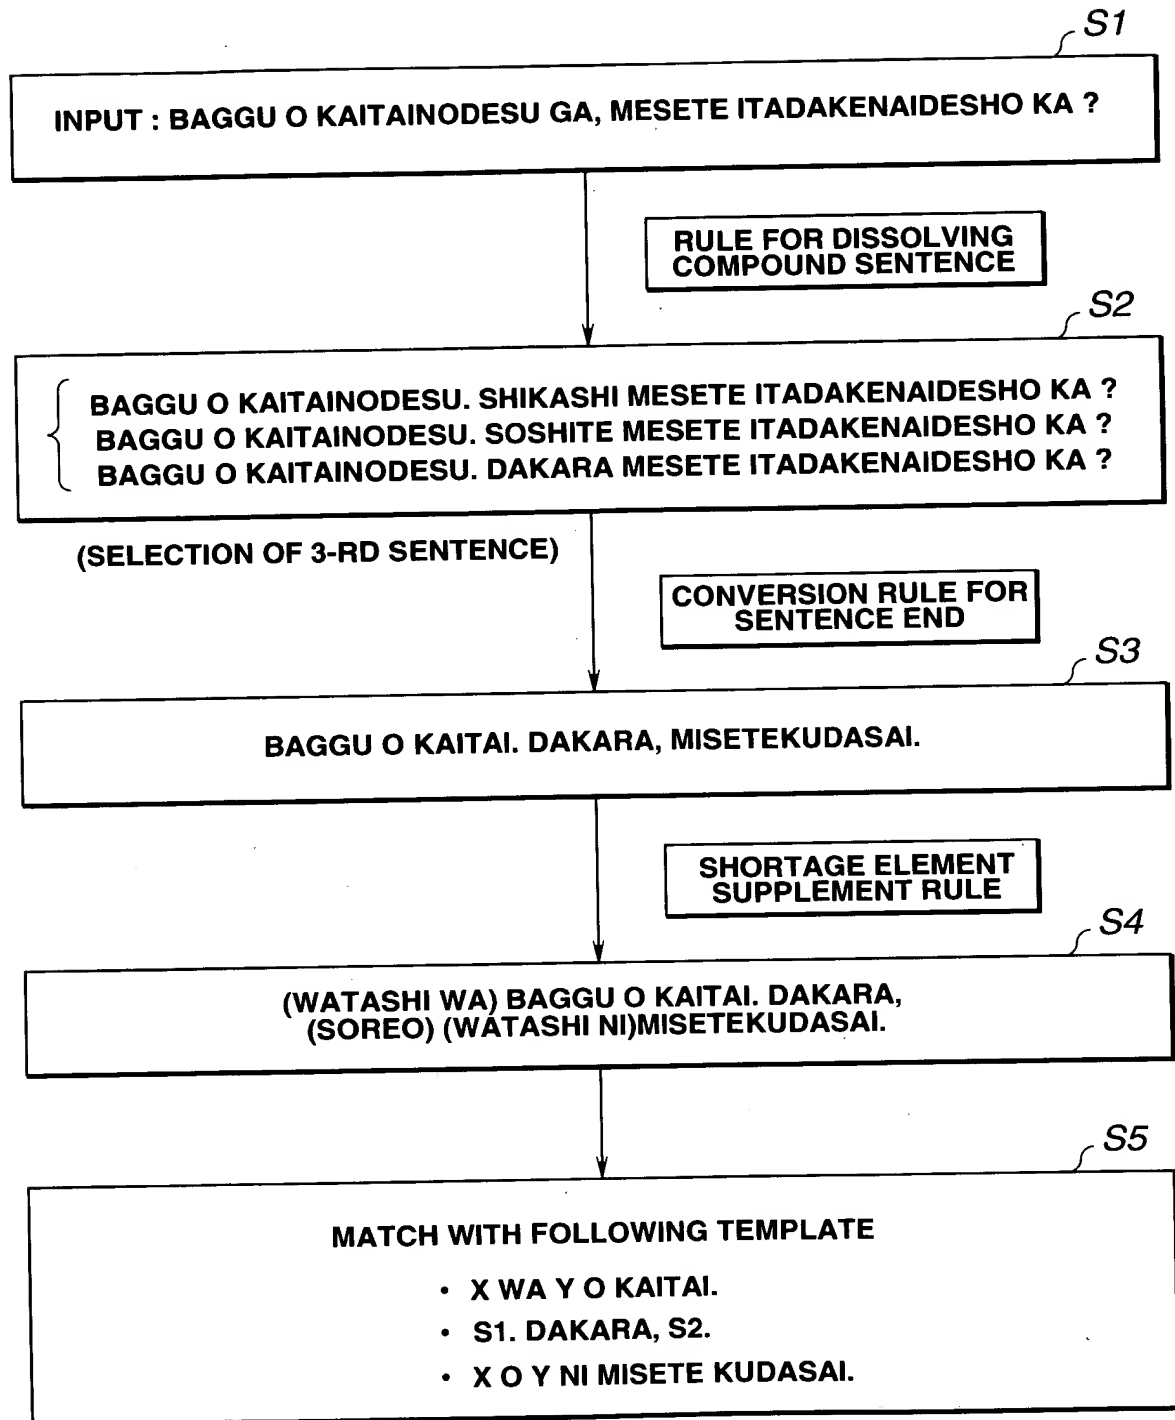 S1
INPUT : BAGGU O KAITAINODESU GA, MESETE ITADAKENAIDESHO KA ?
RULE FOR DISSOLVING
COMPOUND SENTENCE
S2
BAGGU O KAITAINODESU. SHIKASHI MESETE ITADAKENAIDESHO KA ?
BAGGU O KAITAINODESU. SOSHITE MESETE ITADAKENAIDESHO KA ?
BAGGU O KAITAINODESU. DAKARA MESETE ITADAKENAIDESHO KA ?
(SELECTION OF 3-RD SENTENCE)
CONVERSION RULE FOR
SENTENCE END
S3
BAGGU O KAITAI. DAKARA, MISETEKUDASAI.
SHORTAGE ELEMENT
SUPPLEMENT RULE
S4
(WATASHI WA) BAGGU O KAITAI. DAKARA,
(SOREO) (WATASHI NI)MISETEKUDASAI.
S5
MATCH WITH FOLLOWING TEMPLATE
• X WA Y O KAITAI.
• S1. DAKARA, S2.
• X O Y NI MISETE KUDASAI.